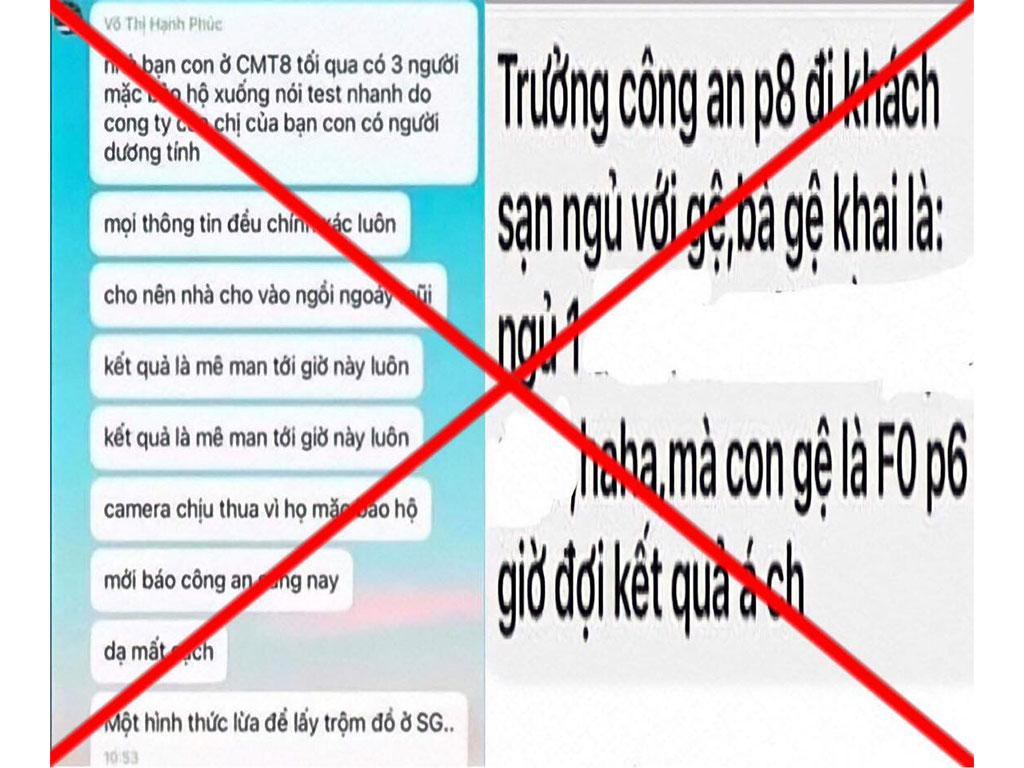 Võ Thị Hạnh Phúc
nhà bạn con ở CMT8 tối qua có 3 người
mặc bảo hộ xuống nói test nhanh do
cong ty của chị của bạn con có người
dương tính
mọi thông tin đều chính xác luôn
cho nên nhà cho vào ngồi ngoáy mũi
kết quả là mê man tới giờ này luôn
kết quả là mê man tới giờ này luôn
camera chịu thua vì họ mặc bảo hộ
mới báo công an sáng nay
dạ mất sạch
Một hình thức lừa để lấy trộm đồ ở SG..
10:53
Trưởng công an p8 đi khách
sạn ngủ với gệ,bà gệ khai là:
ngủ 1
,haha,mà con gệ là F0 p6
giờ đợi kết quả á ch